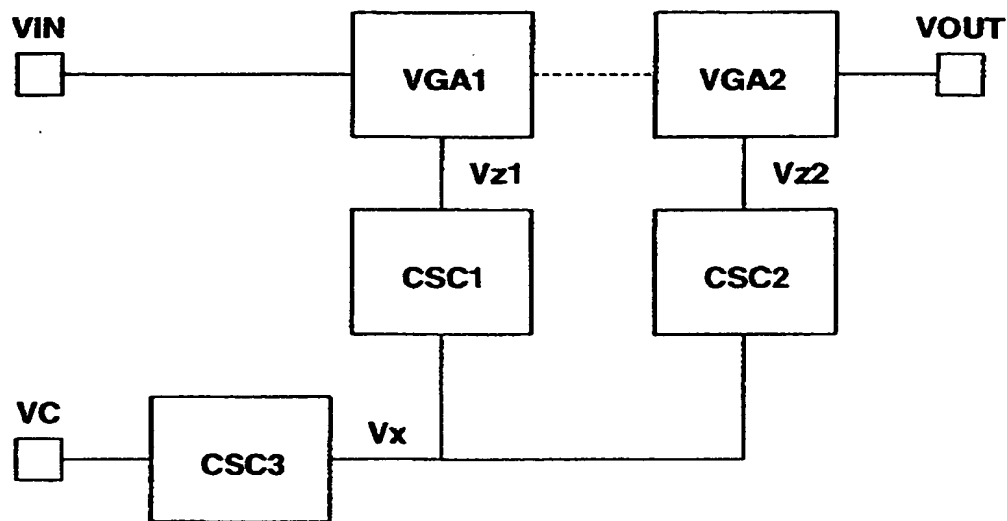 VIN
VOUT
VGA1
VGA2
Vz1
Vz2
CSC1
CSC2
VC
Vx
CSC3